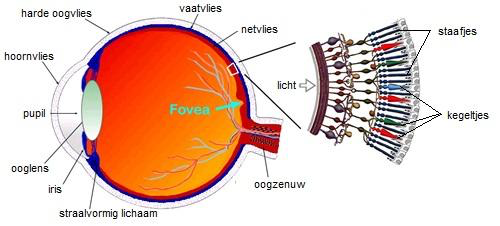 harde oogvlies
vaatvlies
netvlies
hoornvlies
staafjes
licht
Fovea
pupil
kegeltjes
ooglens
iris
oogzenuw
straalvormig lichaam